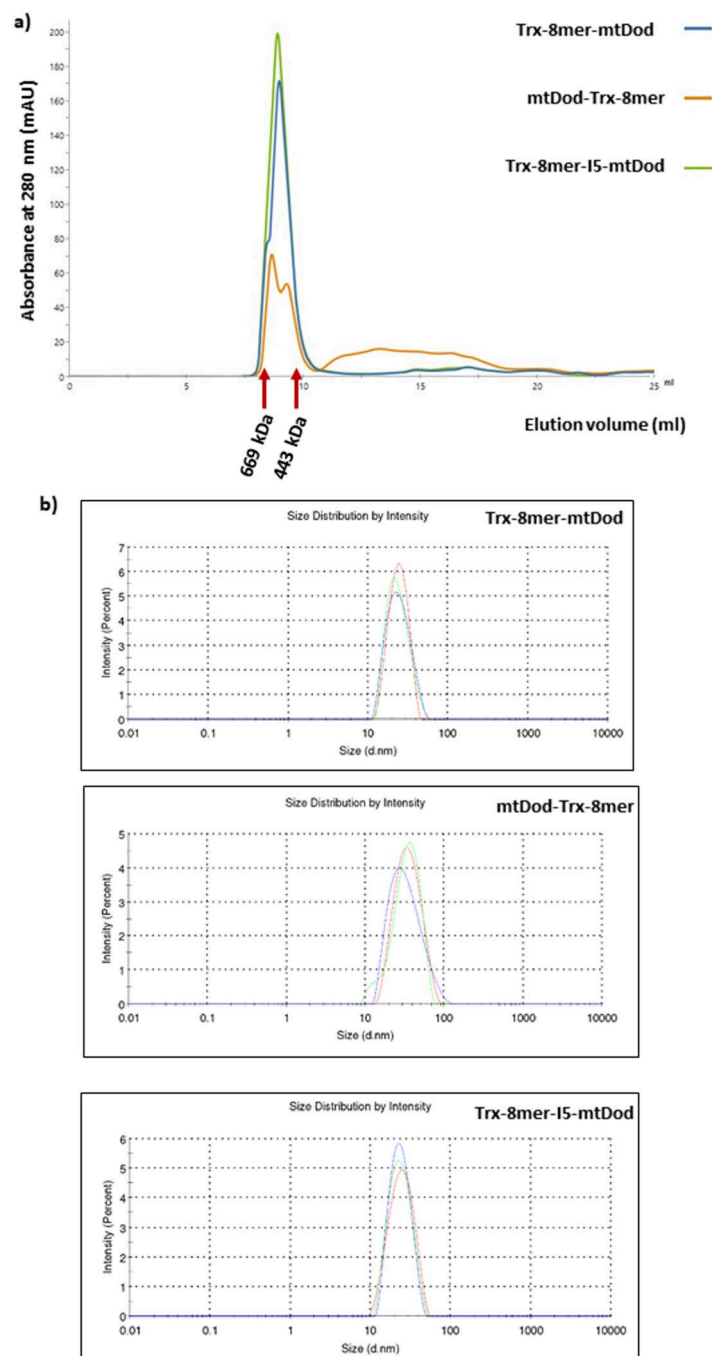 a)
Trx-8mer-mtDod
mtDod-Trx-8mer
Trx-8mer-I5-mtDod
Absorbance at 280 nm (mAU)
200
180
160
140
120
100
80
60
40
20
0
0 5 10 15 20 25 ml
669 kDa
443 kDa
Elution volume (ml)
b)
Size Distribution by Intensity Trx-8mer-mtDod
Intensity (Percent)
7
6
5
4
3
2
1
0
0.01 0.1 1 10 100 1000 10000
Size (d.nm)
Size Distribution by Intensity mtDod-Trx-8mer
Intensity (Percent)
5
4
3
2
1
0
0.01 0.1 1 10 100 1000 10000
Size (d.nm)
Size Distribution by Intensity Trx-8mer-I5-mtDod
Intensity (Percent)
6
5
4
3
2
1
0
0.01 0.1 1 10 100 1000 10000
Size (d.nm)